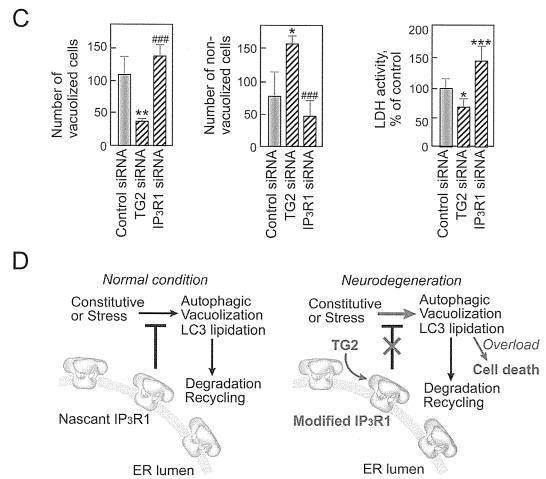 C
Number of
vacuolized cells
150
100
50
0
###
**
Control siRNA
TG2 siRNA
IP3R1 siRNA
Number of non-
vacuolized cells
150
100
50
0
*
###
Control siRNA
TG2 siRNA
IP3R1 siRNA
LDH activity,
% of control
200
150
100
50
0
*
***
Control siRNA
TG2 siRNA
IP3R1 siRNA
D
Normal condition
Constitutive
or Stress
Autophagic
Vacuolization
LC3 lipidation
Degradation
Recycling
Nascant IP3R1
ER lumen
Neurodegeneration
Constitutive
or Stress
Autophagic
Vacuolization
LC3 lipidation
Overload
Cell death
TG2
Degradation
Recycling
Modified IP3R1
ER lumen